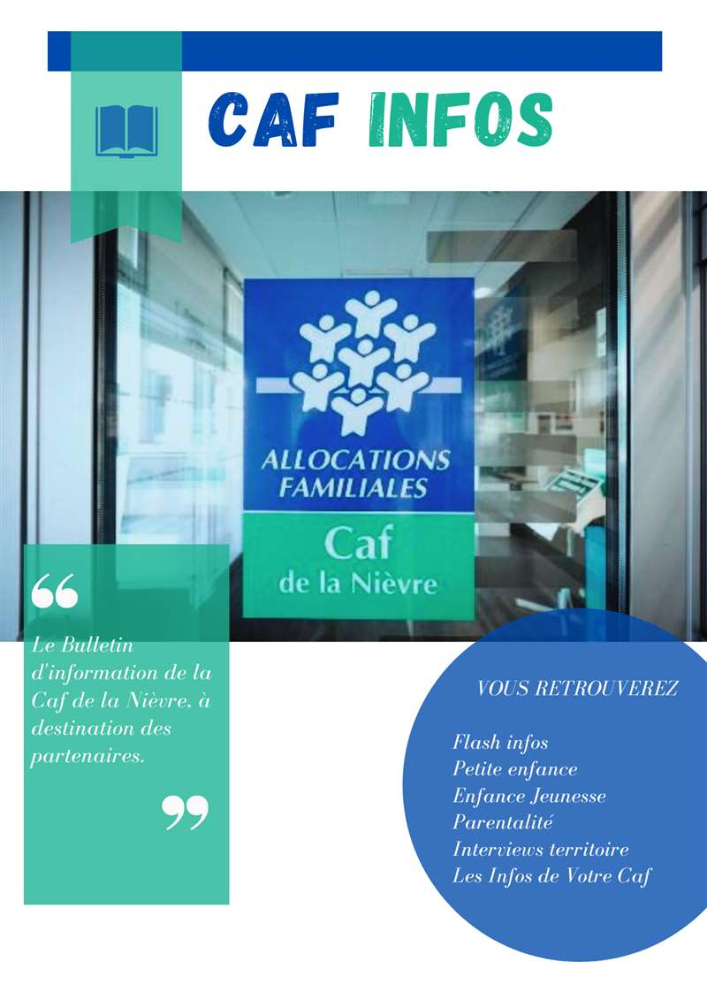 CAF INFOS
ALLOCATIONS
FAMILIALES
Caf
de la Nièvre
“
Le Bulletin
d'information de la
Caf de la Nièvre, à
destination des
partenaires.
”
VOUS RETROUVEREZ
Flash infos
Petite enfance
Enfance Jeunesse
Parentalité
Interviews territoire
Les Infos de Votre Caf